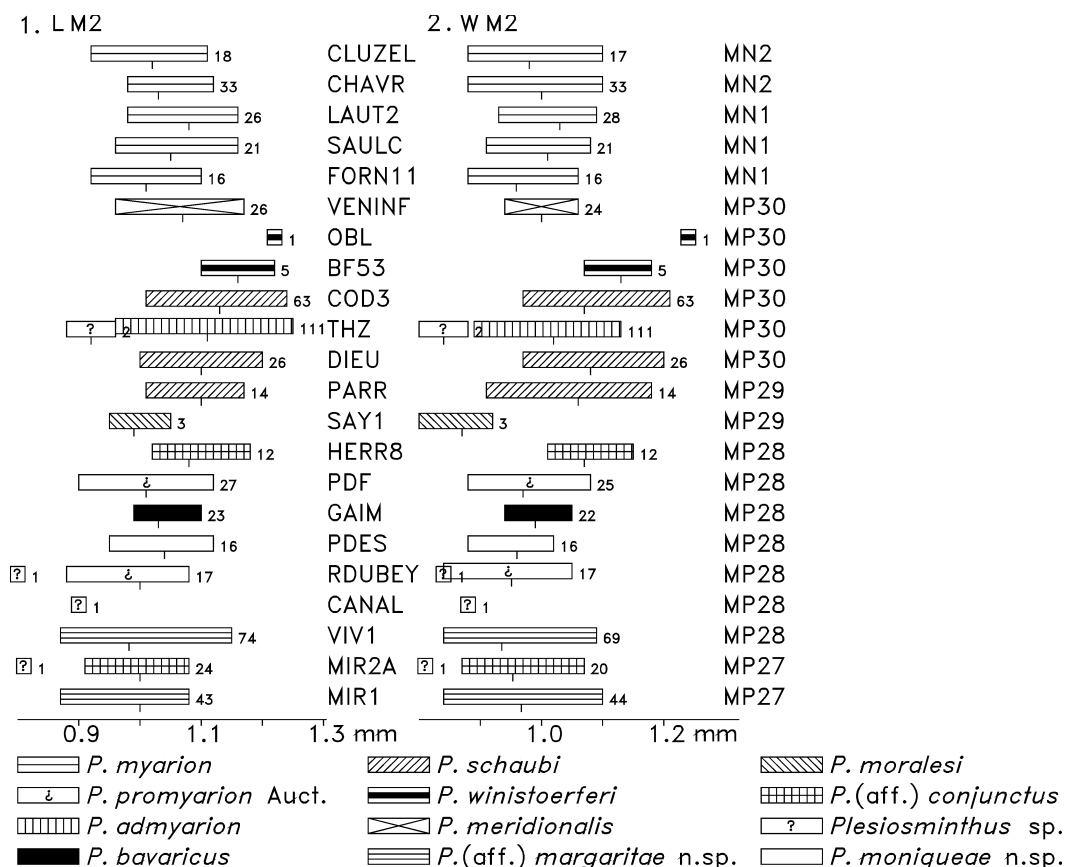 1. L M2 2. W M2
18 CLUZEL 17 MN2
33 CHAVR 33 MN2
26 LAUT2 28 MN1
21 SAULC 21 MN1
16 FORN11 16 MN1
26 VENINF 24 MP30
1 OBL 1 MP30
5 BF53 5 MP30
63 COD3 63 MP30
? 2 111 THZ ? 2 111 MP30
26 DIEU 26 MP30
14 PARR 14 MP29
3 SAY1 3 MP29
12 HERR8 12 MP28
¿ 27 PDF ¿ 25 MP28
23 GAIM 22 MP28
16 PDES 16 MP28
? 1 ¿ 17 RDUBEY ? 1 ¿ 17 MP28
? 1 CANAL ? 1 MP28
74 VIV1 69 MP28
? 1 24 MIR2A ? 1 20 MP27
43 MIR1 44 MP27
0.9 1.1 1.3 mm 1.0 1.2 mm
P. myarion P. schaubi P. moralesi
¿ P. promyarion Auct. P. winistoerferi P.(aff.) conjunctus
P. admyarion P. meridionalis ? Plesiosminthus sp.
P. bavaricus P.(aff.) margaritae n.sp. P. moniqueae n.sp.